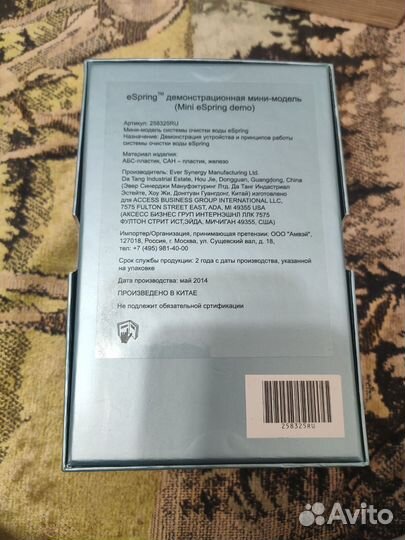 eSpring™ демонстрационная мини-модель
(Mini eSpring demo)
Артикул: 258325RU
Мини-модель системы очистки воды eSpring
Назначение: Демонстрация устройства и принципов работы
системы очистки воды eSpring
Материал изделия:
АБС-пластик, САН – пластик, железо
Производитель: Ever Synergy Manufacturing Ltd.
Da Tang Industrial Estate, Hou Jie, Dongguan, Guangdong, China
(Эвер Синерджи Мануфактуринг Лтд. Да Танг Индастриал
Эстейте, Хоу Жи, Донгуан Гуангдонг, Китай) изготовлено
для ACCESS BUSINESS GROUP INTERNATIONAL LLC,
7575 FULTON STREET EAST, ADA, MI 49355 USA
(АКСЕСС БИЗНЕС ГРУП ИНТЕРНЭШНЛ ЛЛК 7575
ФУЛТОН СТРИТ ИСТ,ЭЙДА, МИЧИГАН 49355, США)
Импортер/Организация, принимающая претензии: ООО "Амвэй",
127018, Россия, г. Москва, ул. Сущевский вал, д. 18,
тел: +7 (495) 981-40-00
Срок службы продукции: 2 года с даты производства, указанной
на упаковке
Дата производства: май 2014
ПРОИЗВЕДЕНО В КИТАЕ
Не подлежит обязательной сртификации
258325RU
Avito